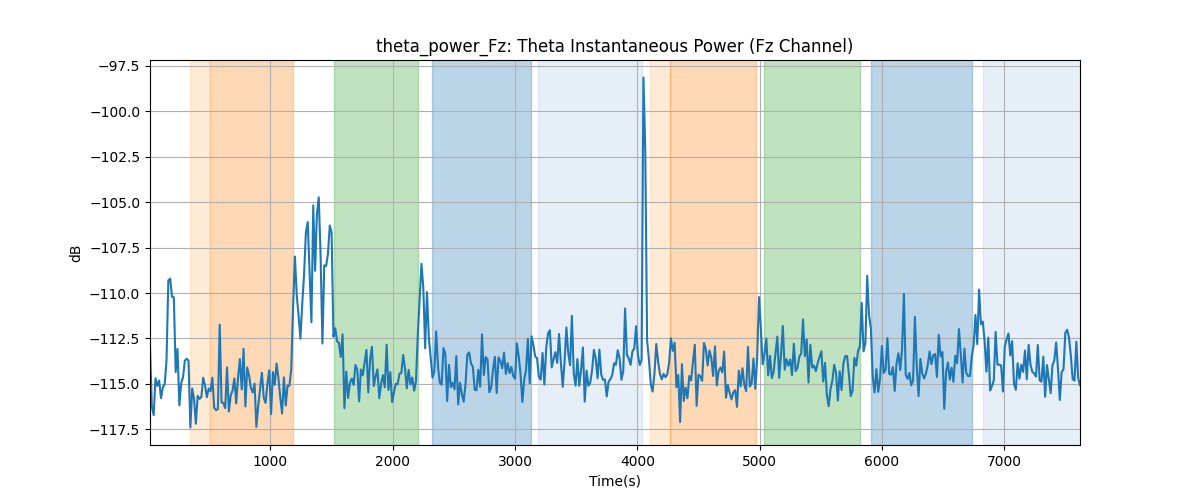 theta_power_Fz: Theta Instantaneous Power (Fz Channel)
−97.5
−100.0
−102.5
−105.0
−107.5
−110.0
−112.5
−115.0
−117.5
dB
1000 2000 3000 4000 5000 6000 7000
Time(s)